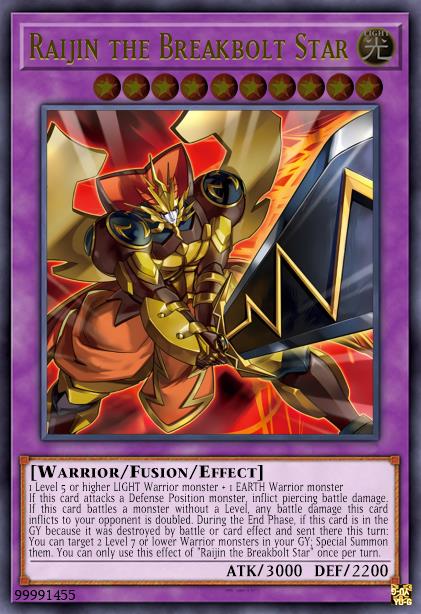 Raijin the Breakbolt Star
LIGHT
光
[Warrior/Fusion/Effect]
1 Level 5 or higher LIGHT Warrior monster + 1 EARTH Warrior monster
If this card attacks a Defense Position monster, inflict piercing battle damage.
If this card battles a monster without a Level, any battle damage this card
inflicts to your opponent is doubled. During the End Phase, if this card is in the
GY because it was destroyed by battle or card effect and sent there this turn:
You can target 2 Level 7 or lower Warrior monsters in your GY; Special Summon
them. You can only use this effect of "Raijin the Breakbolt Star" once per turn.
ATK/3000 DEF/2200
99991455